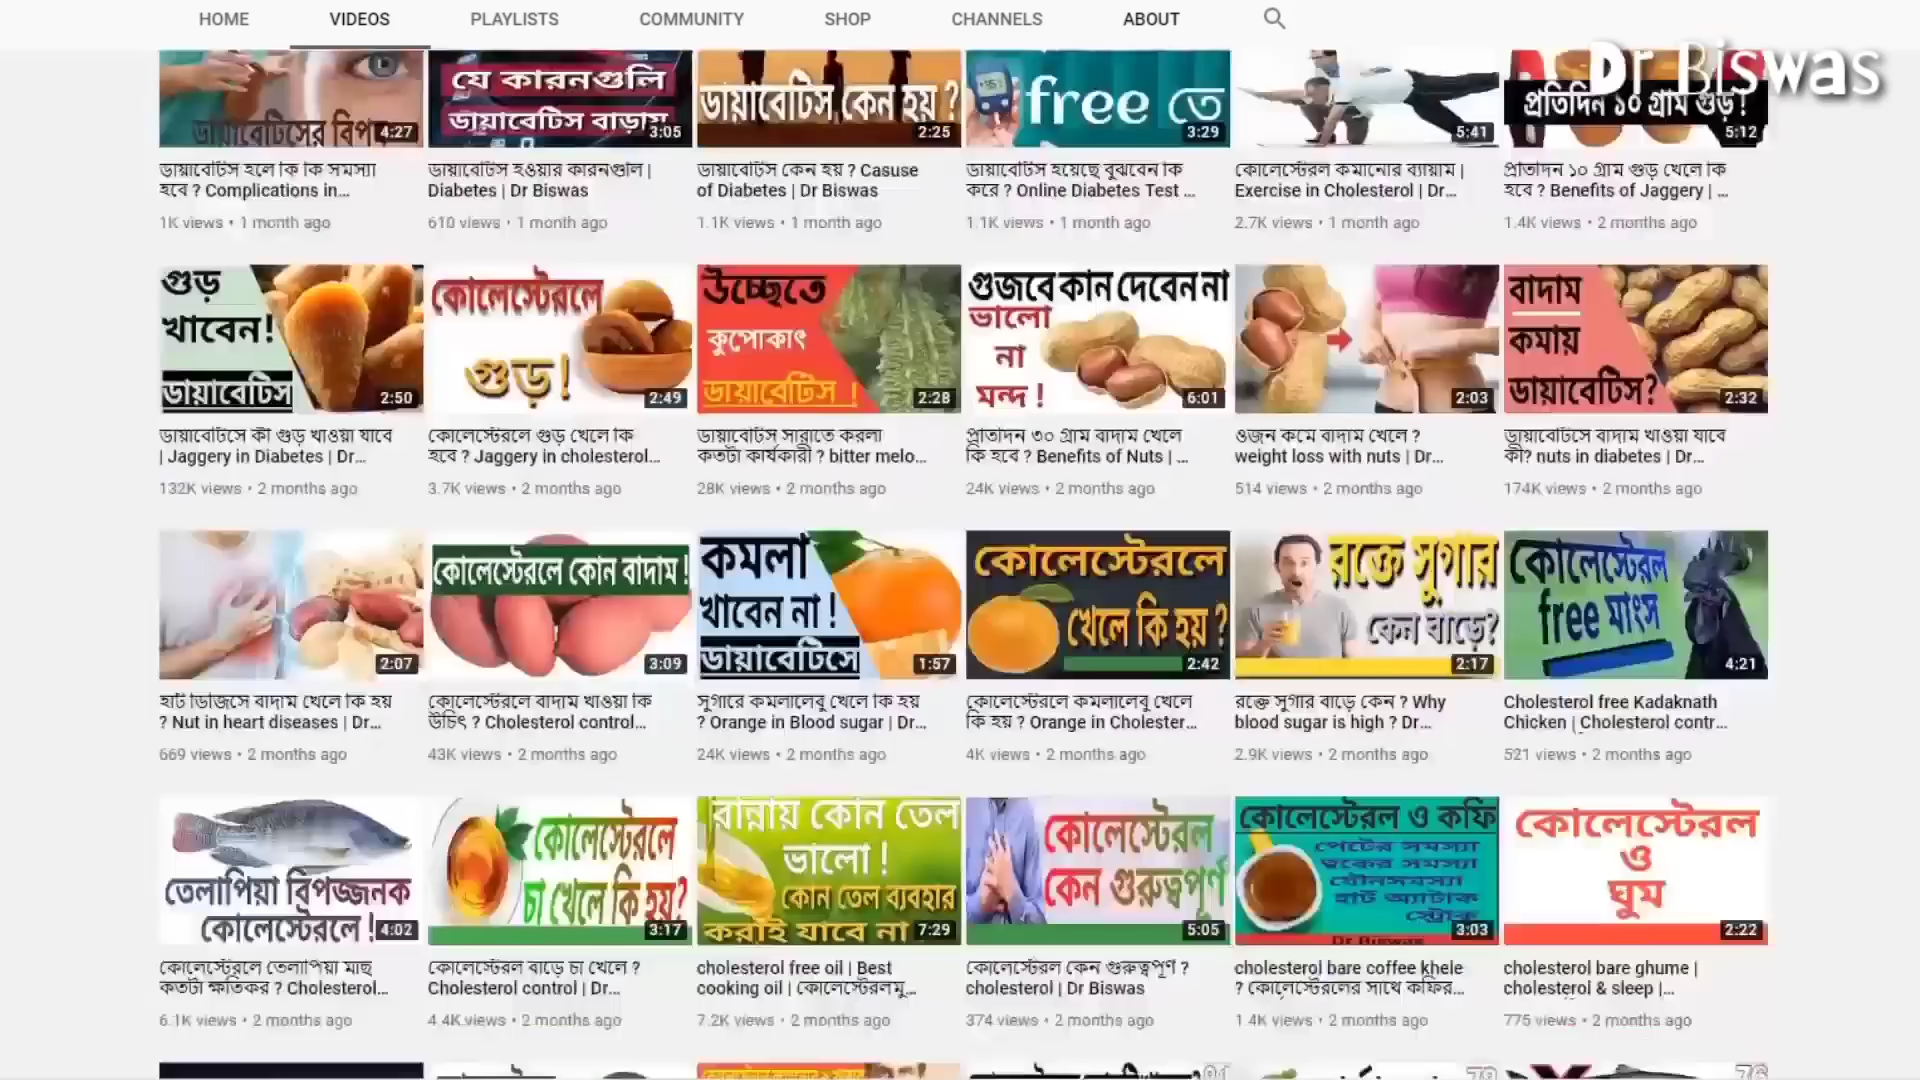 HOME VIDEOS PLAYLISTS COMMUNITY SHOP CHANNELS ABOUT
Dr Biswas
ডায়াবেটিসের বিপদ
4:27
যে কারনগুলি
ডায়াবেটিস বাড়ায়
3:05
ডায়াবেটিস কেন হয় ?
2:25
free তে
3:29
5:41
প্রতিদিন ১০ গ্রাম গুড় !
5:12
ডায়াবেটিস হলে কি কি সমস্যা
হবে ? Complications in...
1K views • 1 month ago
ডায়াবেটিস হওয়ার কারনগুলি |
Diabetes | Dr Biswas
610 views • 1 month ago
ডায়াবেটিস কেন হয় ? Casuse
of Diabetes | Dr Biswas
1.1K views • 1 month ago
ডায়াবেটিস হয়েছে বুঝবেন কি
করে ? Online Diabetes Test ...
1.1K views • 1 month ago
কোলেস্টেরল কমানোর ব্যায়াম |
Exercise in Cholesterol | Dr...
2.7K views • 1 month ago
প্রতিদিন ১০ গ্রাম গুড় খেলে কি
হবে ? Benefits of Jaggery | ...
1.4K views • 2 months ago
গুড়
খাবেন!
ডায়াবেটিস
2:50
কোলেস্টেরলে
গুড়!
2:49
উচ্ছেতে
কুপোকাৎ
ডায়াবেটিস !
2:28
গুজবে কান দেবেন না
ভালো
না
মন্দ !
6:01
2:03
বাদাম
কমায়
ডায়াবেটিস?
2:32
ডায়াবেটিসে কী গুড় খাওয়া যাবে
| Jaggery in Diabetes | Dr...
132K views • 2 months ago
কোলেস্টেরলে গুড় খেলে কি
হবে ? Jaggery in cholesterol...
3.7K views • 2 months ago
ডায়াবেটিস সারাতে করলা
কতটা কার্যকারী ? bitter melo...
28K views • 2 months ago
প্রতিদিন ৩০ গ্রাম বাদাম খেলে
কি হবে ? Benefits of Nuts | ...
24K views • 2 months ago
ওজন কমে বাদাম খেলে ?
weight loss with nuts | Dr...
514 views • 2 months ago
ডায়াবেটিসে বাদাম খাওয়া যাবে
কী? nuts in diabetes | Dr...
174K views • 2 months ago
2:07
কোলেস্টেরলে কোন বাদাম !
3:09
কমলা
খাবেন না !
ডায়াবেটিসে
1:57
কোলেস্টেরলে
খেলে কি হয় ?
2:42
রক্তে সুগার
কেন বাড়ে?
2:17
কোলেস্টেরল
free মাংস
4:21
হার্ট ডিজিসে বাদাম খেলে কি হয়
? Nut in heart diseases | Dr...
669 views • 2 months ago
কোলেস্টেরলে বাদাম খাওয়া কি
উচিৎ ? Cholesterol control...
43K views • 2 months ago
সুগারে কমলালেবু খেলে কি হয়
? Orange in Blood sugar | Dr...
24K views • 2 months ago
কোলেস্টেরলে কমলালেবু খেলে
কি হয় ? Orange in Cholester...
4K views • 2 months ago
রক্তে সুগার বাড়ে কেন ? Why
blood sugar is high ? Dr...
2.9K views • 2 months ago
Cholesterol free Kadaknath
Chicken | Cholesterol contr...
521 views • 2 months ago
তেলাপিয়া বিপজ্জনক
কোলেস্টেরলে !
4:02
কোলেস্টেরলে
চা খেলে কি হয়?
3:17
রান্নায় কোন তেল
ভালো !
কোন তেল ব্যবহার
করাই যাবে না
7:29
কোলেস্টেরল
কেন গুরুত্বপূর্ণ
5:05
কোলেস্টেরল ও কফি
পেটের সমস্যা
ত্বকের সমস্যা
যৌনসমস্যা
হার্ট অ্যাটাক
স্ট্রোক
Dr Biswas
3:03
কোলেস্টেরল
ও
ঘুম
2:22
কোলেস্টেরলে তেলাপিয়া মাছ
কতটা ক্ষতিকর ? Cholesterol...
6.1K views • 2 months ago
কোলেস্টেরল বাড়ে চা খেলে ?
Cholesterol control | Dr...
4.4K views • 2 months ago
cholesterol free oil | Best
cooking oil | কোলেস্টেরলমু...
7.2K views • 2 months ago
কোলেস্টেরল কেন গুরুত্বপূর্ণ ?
cholesterol | Dr Biswas
374 views • 2 months ago
cholesterol bare coffee khele
? কোলেস্টেরলের সাথে কফির...
1.4K views • 2 months ago
cholesterol bare ghume |
cholesterol & sleep |...
775 views • 2 months ago